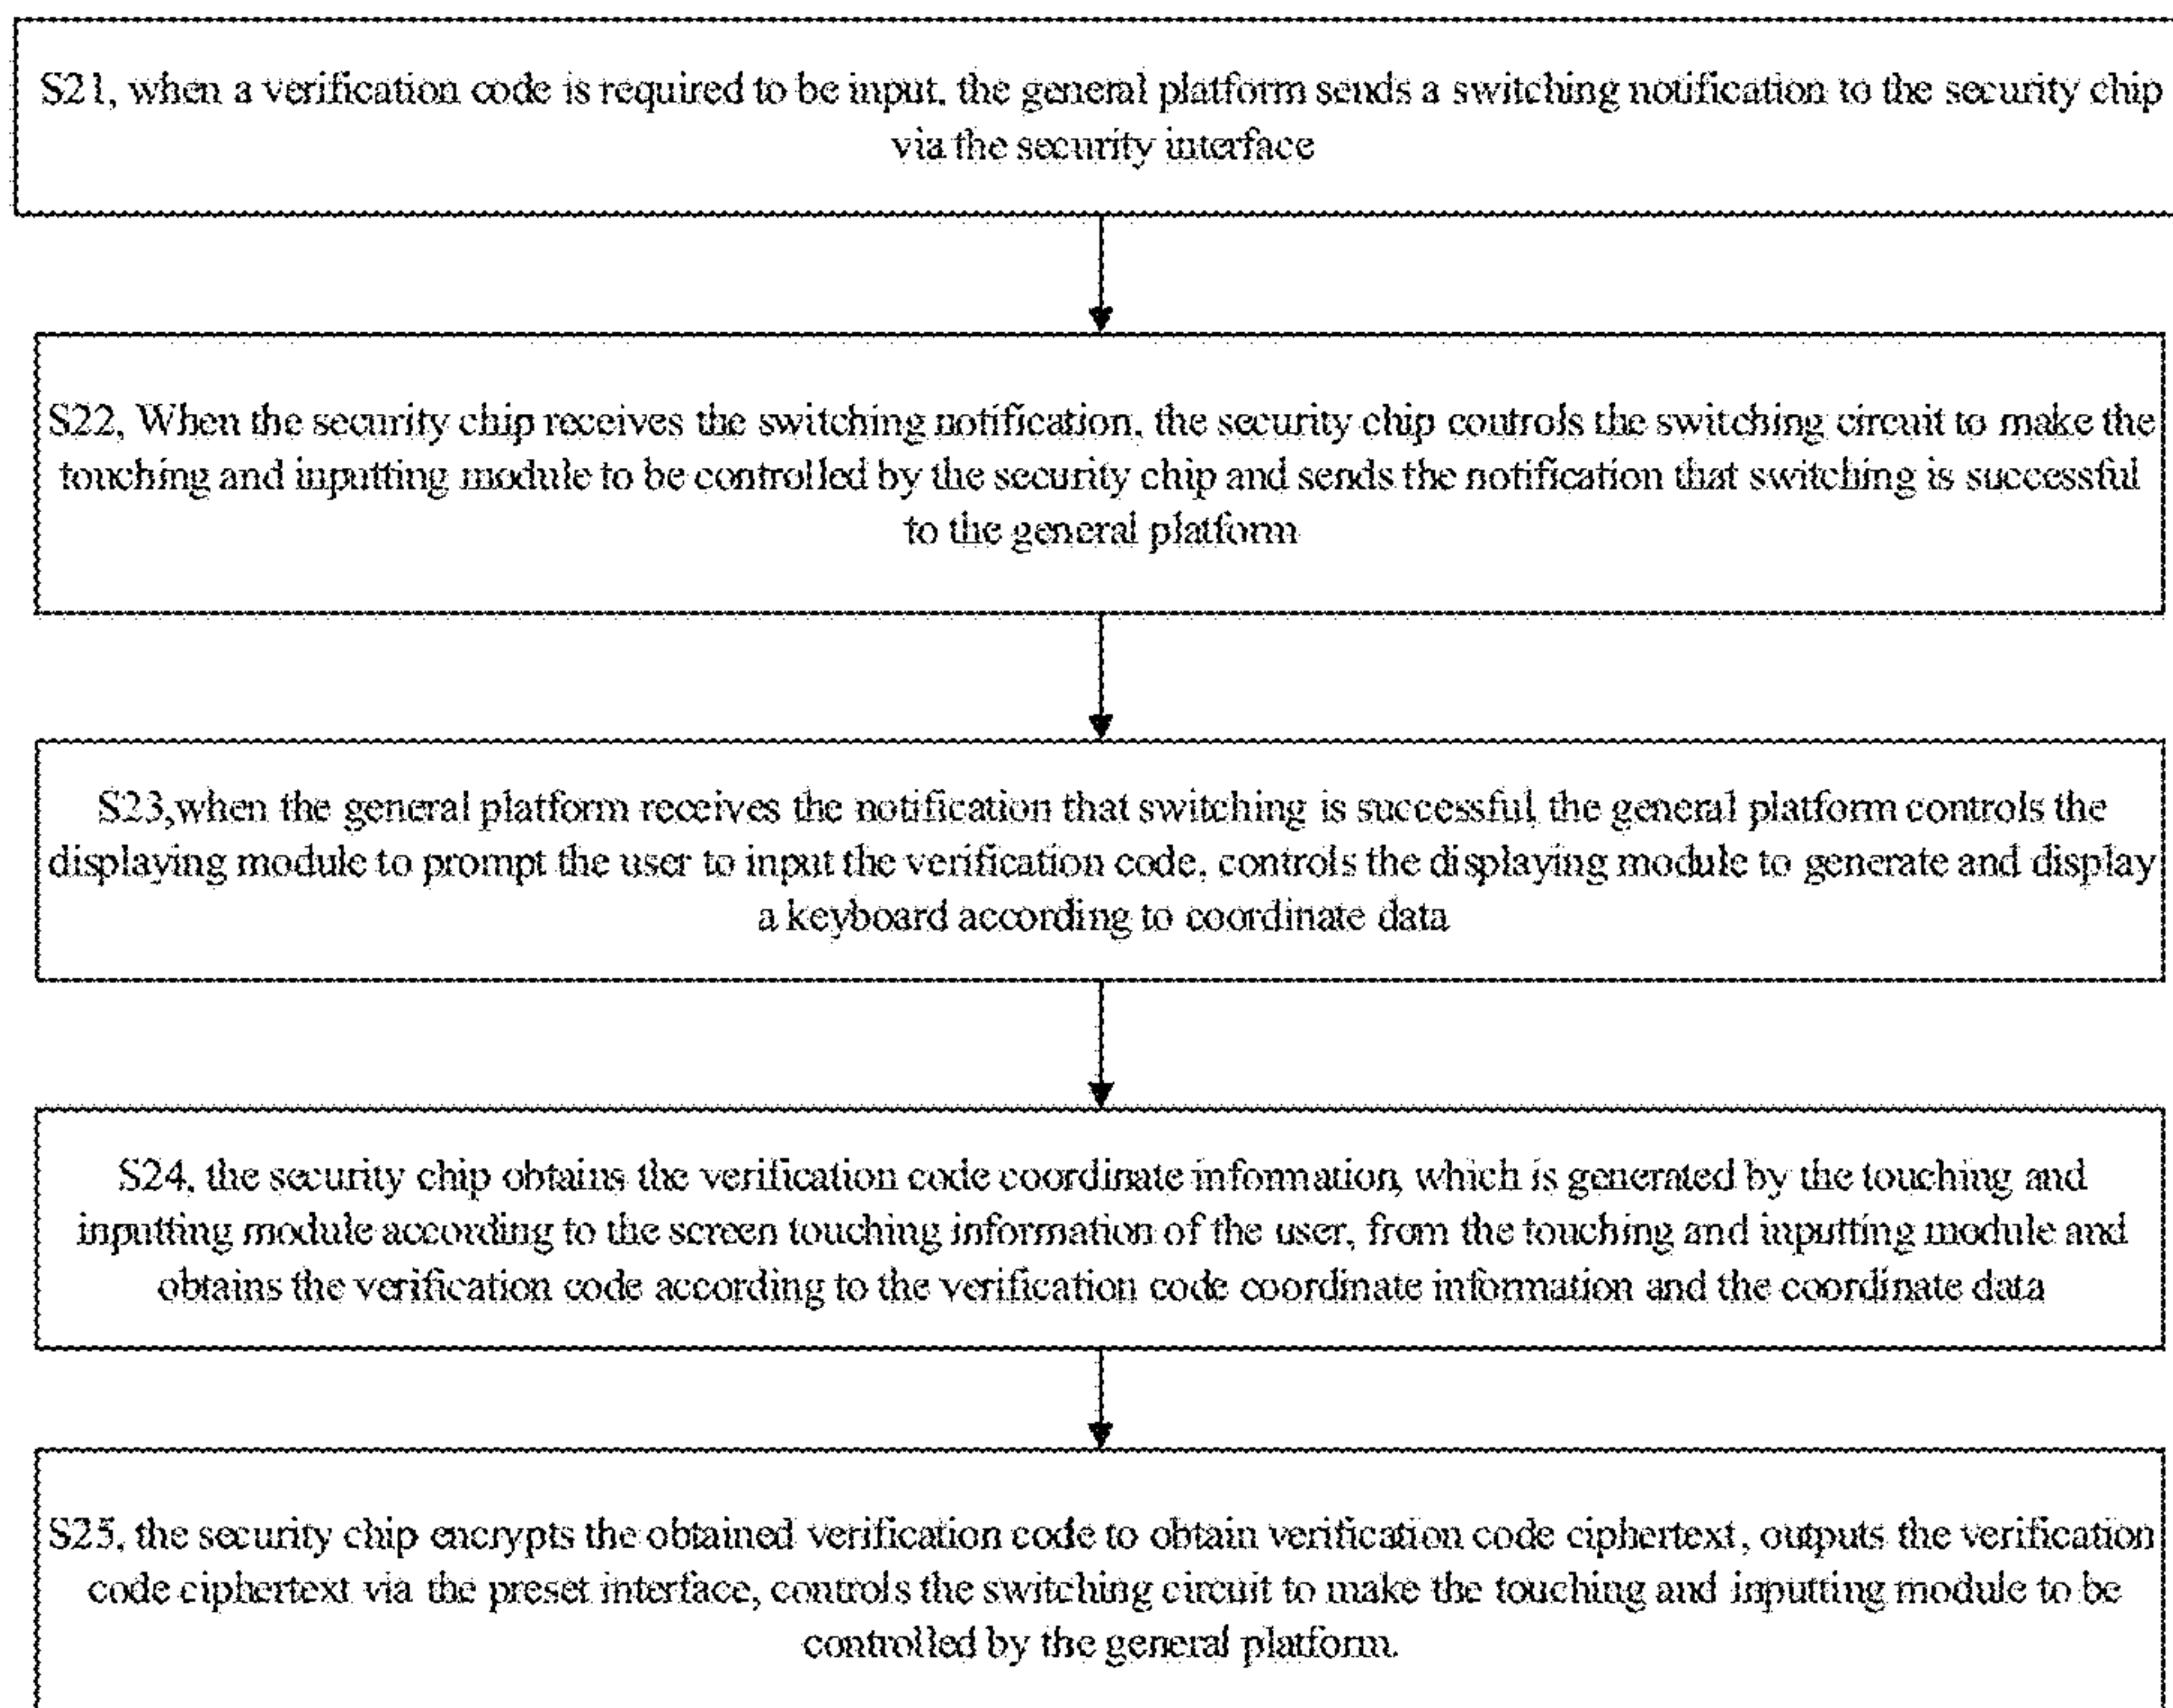 S21, when a verification code is required to be input, the general platform sends a switching notification to the security chip
via the security interface
S22, When the security chip receives the switching notification, the security chip controls the switching circuit to make the
touching and inputting module to be controlled by the security chip and sends the notification that switching is successful
to the general platform
S23,when the general platform receives the notification that switching is successful, the general platform controls the
displaying module to prompt the user to input the verification code, controls the displaying module to generate and display
a keyboard according to coordinate data
S24, the security chip obtains the verification code coordinate information, which is generated by the touching and
inputting module according to the screen touching information of the user, from the touching and inputting module and
obtains the verification code according to the verification code coordinate information and the coordinate data
S25, the security chip encrypts the obtained verification code to obtain verification code ciphertext, outputs the verification
code ciphertext via the preset interface, controls the switching circuit to make the touching and inputting module to be
controlled by the general platform.